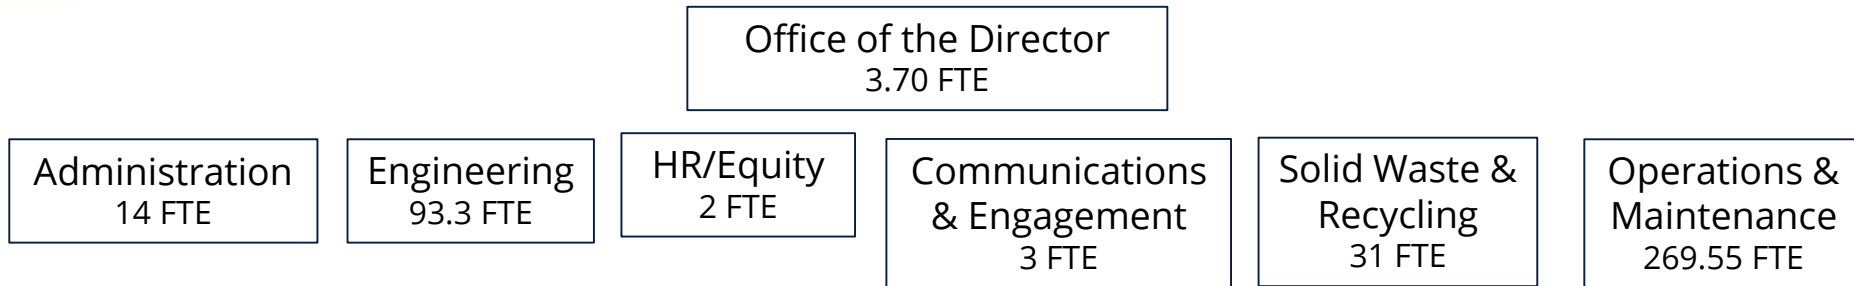 Office of the Director
3.70 FTE
Administration
14 FTE
Engineering
93.3 FTE
HR/Equity
2 FTE
Communications
& Engagement
3 FTE
Solid Waste &
Recycling
31 FTE
Operations &
Maintenance
269.55 FTE